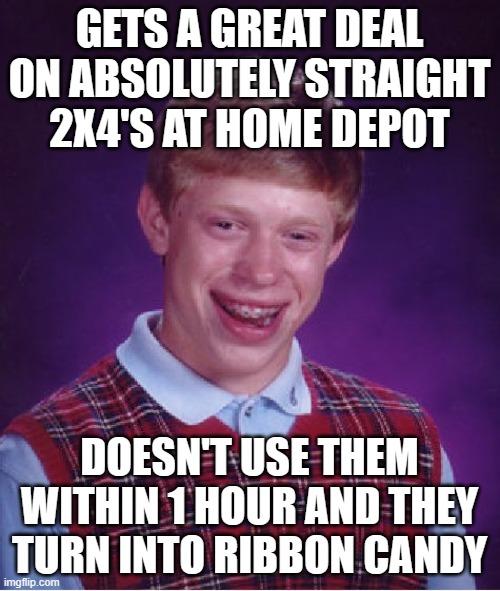 GETS A GREAT DEAL
ON ABSOLUTELY STRAIGHT
2X4'S AT HOME DEPOT
DOESN'T USE THEM
WITHIN 1 HOUR AND THEY
TURN INTO RIBBON CANDY
imgflip.com